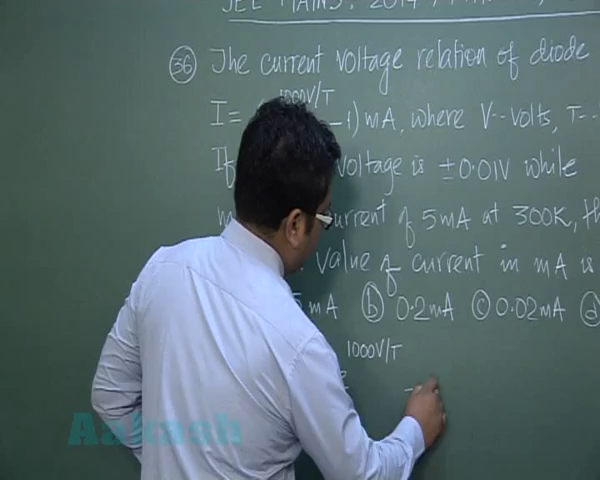 JEE MAINS: 2014
36 The current voltage relation of diode
I= 1000V/T -1) mA, where V-- volts, T--
If voltage is ±0.01V while
current of 5mA at 300K, th
value of current in mA is
5 mA (b) 0.2mA (c) 0.02mA (d)
1000V/T
Aakash